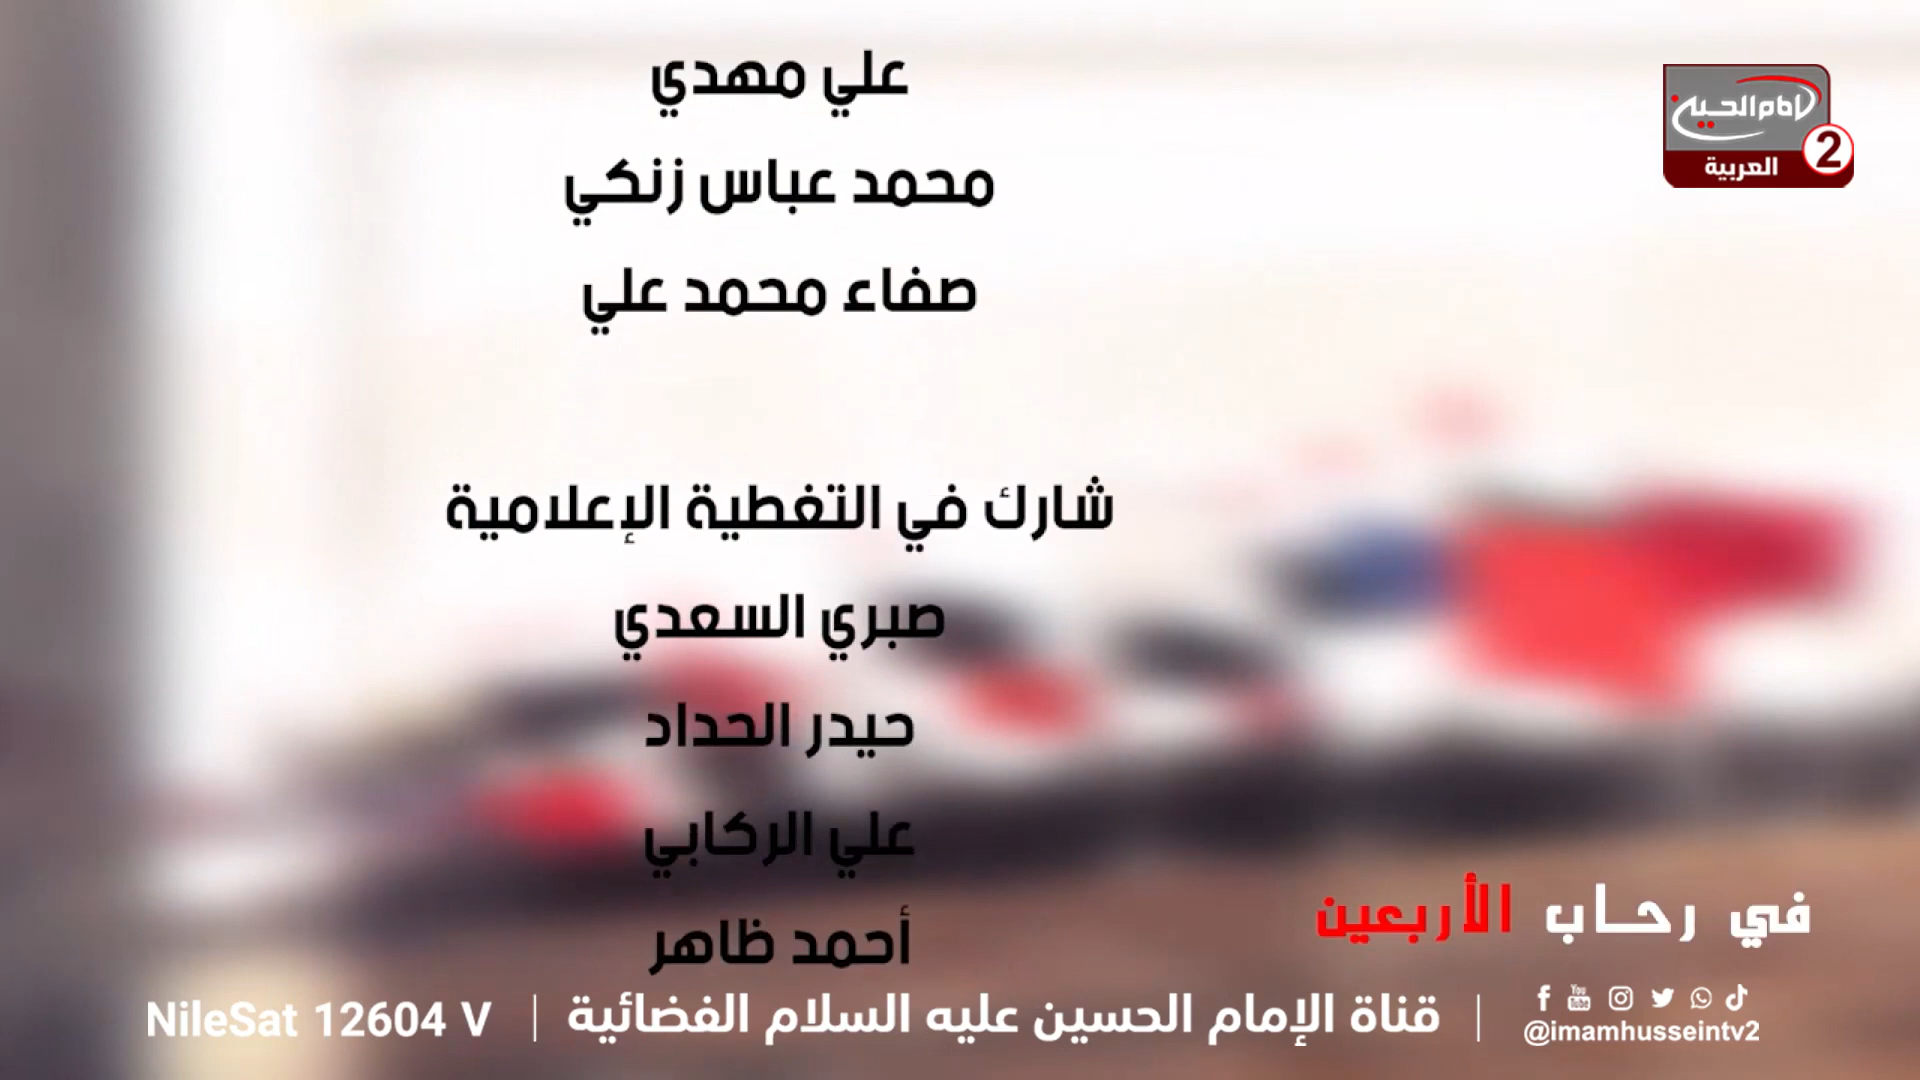 علي مهدي
محمد عباس زنكي
صفاء محمد علي
شارك في التغطية الإعلامية
صبري السعدي
حيدر الحداد
علي الركابي
أحمد ظاهر
إمام الحسين
العربية 2
في رحاب الأربعين
NileSat 12604 V | قناة الإمام الحسين عليه السلام الفضائية |
@imamhusseintv2